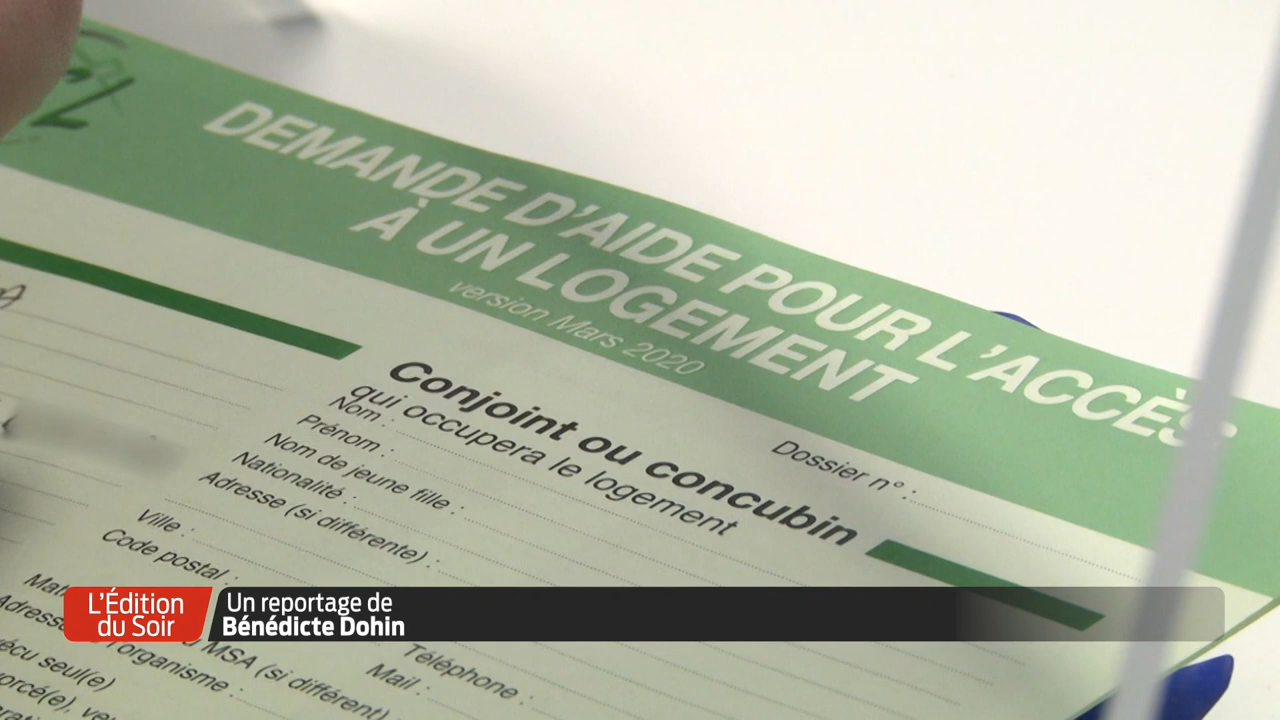 DEMANDE D'AIDE POUR L'ACCÈS
À UN LOGEMENT
version Mars 2020
Dossier n° :
Conjoint ou concubin
qui occupera le logement
Nom :
Prénom :
Nom de jeune fille :
Nationalité :
Adresse (si différente) :
Ville :
Code postal :
Téléphone :
Mail :
MSA (si différent)
l'organisme :
seul(e)
L'Édition
du Soir
Un reportage de
Bénédicte Dohin